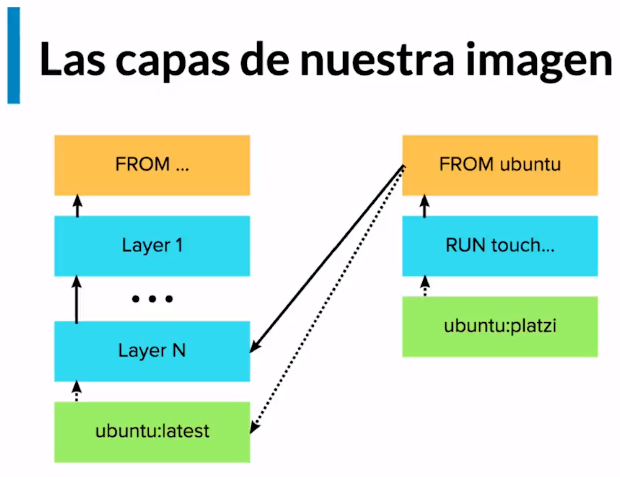 Las capas de nuestra imagen
FROM ...
Layer 1
...
Layer N
ubuntu:latest
FROM ubuntu
RUN touch...
ubuntu:platzi